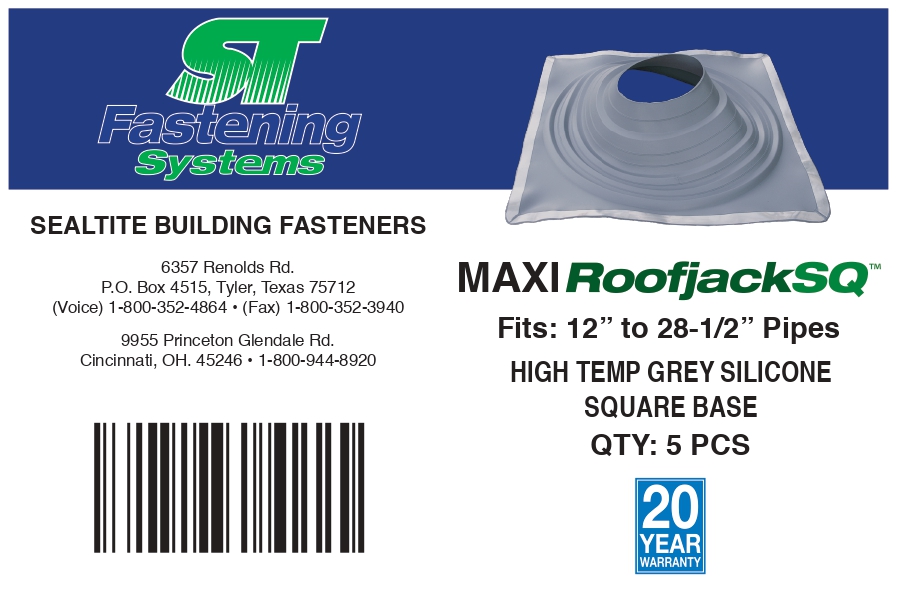 ST
Fastening
Systems
SEALTITE BUILDING FASTENERS
6357 Renolds Rd.
P.O. Box 4515, Tyler, Texas 75712
(Voice) 1-800-352-4864 • (Fax) 1-800-352-3940
9955 Princeton Glendale Rd.
Cincinnati, OH. 45246 • 1-800-944-8920
MAXI RoofjackSQ™
Fits: 12” to 28-1/2” Pipes
HIGH TEMP GREY SILICONE
SQUARE BASE
QTY: 5 PCS
20
YEAR
WARRANTY